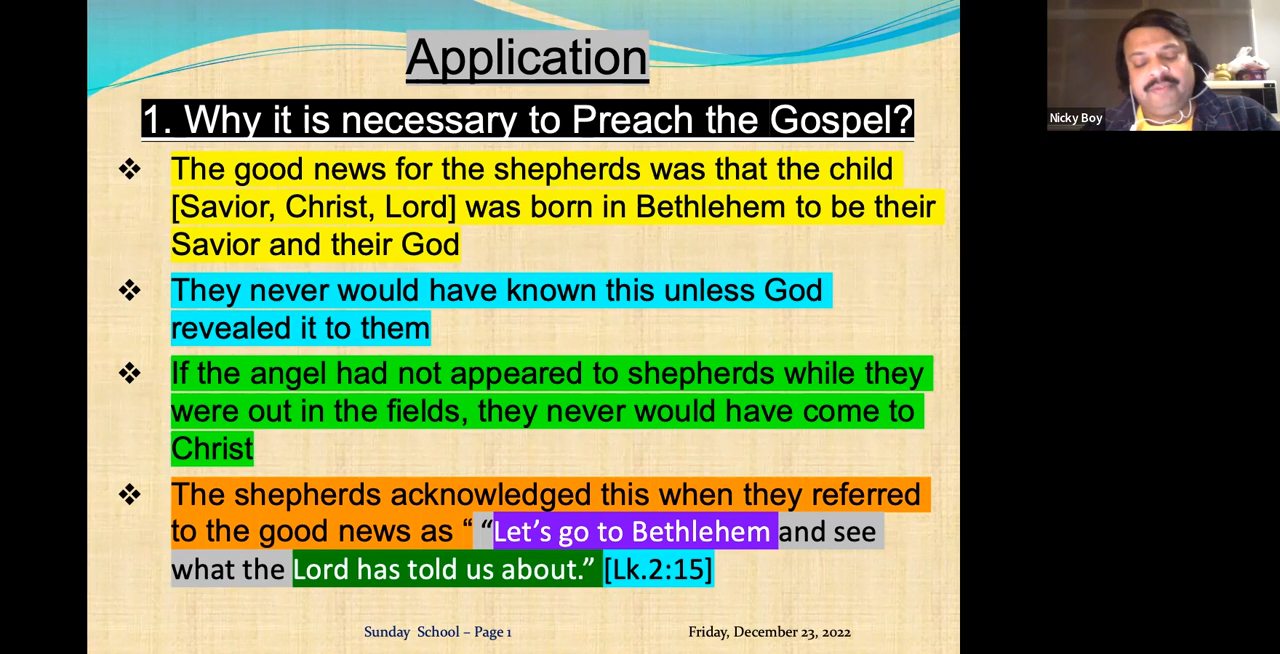 Application
1. Why it is necessary to Preach the Gospel?
❖ The good news for the shepherds was that the child
[Savior, Christ, Lord] was born in Bethlehem to be their
Savior and their God
❖ They never would have known this unless God
revealed it to them
❖ If the angel had not appeared to shepherds while they
were out in the fields, they never would have come to
Christ
❖ The shepherds acknowledged this when they referred
to the good news as “ “Let’s go to Bethlehem and see
what the Lord has told us about.” [Lk.2:15]
Sunday School – Page 1
Friday, December 23, 2022
Nicky Boy